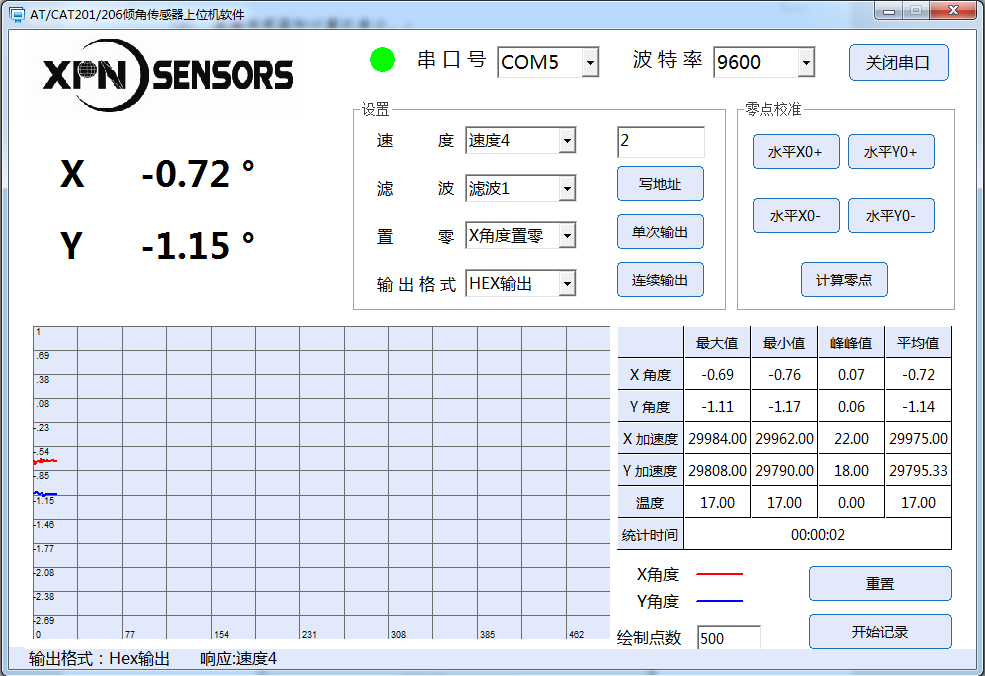 AT/CAT201/206倾角传感器上位机软件
XPN SENSORS
串口号 COM5 波特率 9600 关闭串口
设置 零点校准
速度 速度4 2 水平X0+ 水平Y0+
X -0.72 °
滤波 滤波1 写地址
水平X0- 水平Y0-
置零 X角度置零 单次输出
Y -1.15 °
输出格式 HEX输出 连续输出 计算零点
1
.69
.38
.08
-.23
-.54
-.85
-1.15
-1.46
-1.77
-2.08
-2.38
-2.69
0 77 154 231 308 385 462
最大值 最小值 峰峰值 平均值
X 角度 -0.69 -0.76 0.07 -0.72
Y 角度 -1.11 -1.17 0.06 -1.14
X 加速度 29984.00 29962.00 22.00 29975.00
Y 加速度 29808.00 29790.00 18.00 29795.33
温度 17.00 17.00 0.00 17.00
统计时间 00:00:02
X角度 重置
Y角度
绘制点数 500 开始记录
输出格式：Hex输出 响应:速度4